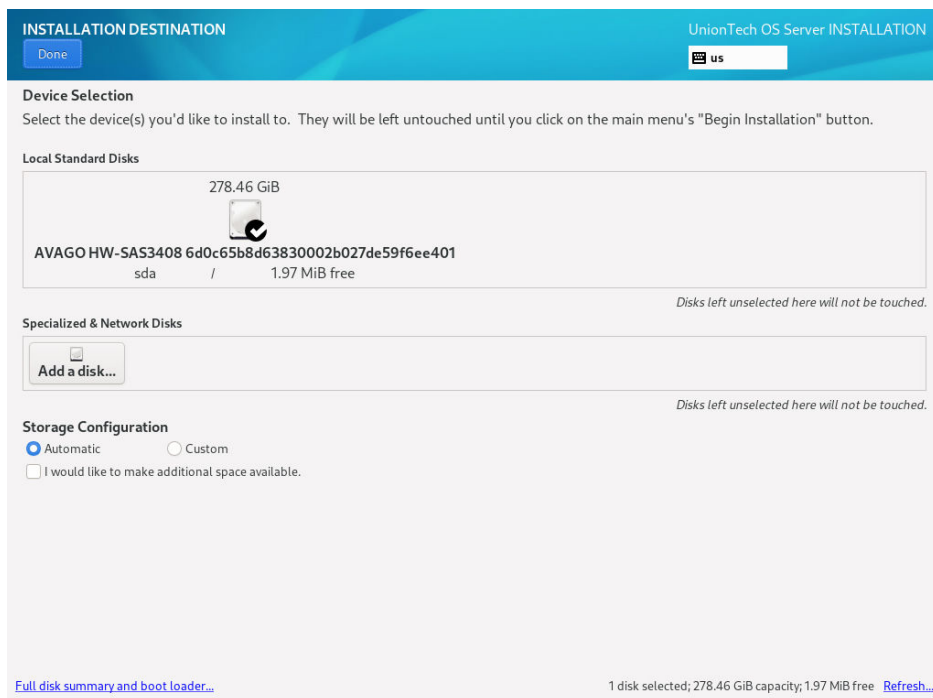 INSTALLATION DESTINATION
UnionTech OS Server INSTALLATION
Done
us
Device Selection
Select the device(s) you'd like to install to. They will be left untouched until you click on the main menu's "Begin Installation" button.
Local Standard Disks
278.46 GiB
AVAGO HW-SAS3408 6d0c65b8d63830002b027de59f6ee401
sda / 1.97 MiB free
Disks left unselected here will not be touched.
Specialized & Network Disks
Add a disk...
Disks left unselected here will not be touched.
Storage Configuration
Automatic Custom
I would like to make additional space available.
Full disk summary and boot loader... 1 disk selected; 278.46 GiB capacity; 1.97 MiB free Refresh...